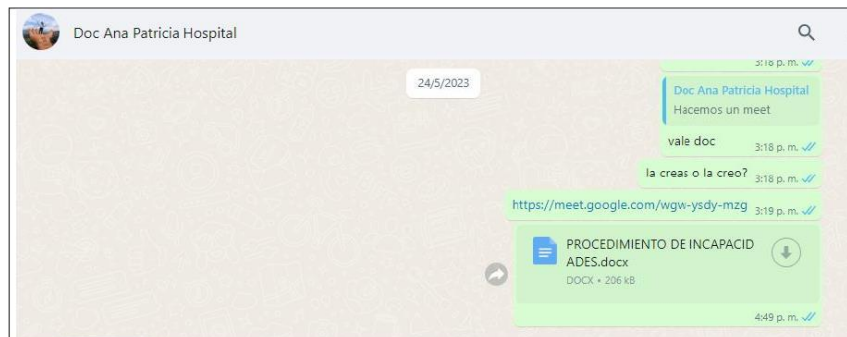 Doc Ana Patricia Hospital
3:18 p. m.
24/5/2023
Doc Ana Patricia Hospital
Hacemos un meet
vale doc
3:18 p. m.
la creas o la creo? 3:18 p. m.
https://meet.google.com/wgw-ysdy-mzg 3:19 p. m.
PROCEDIMIENTO DE INCAPACID
ADES.docx
DOCX • 206 kB
4:49 p. m.